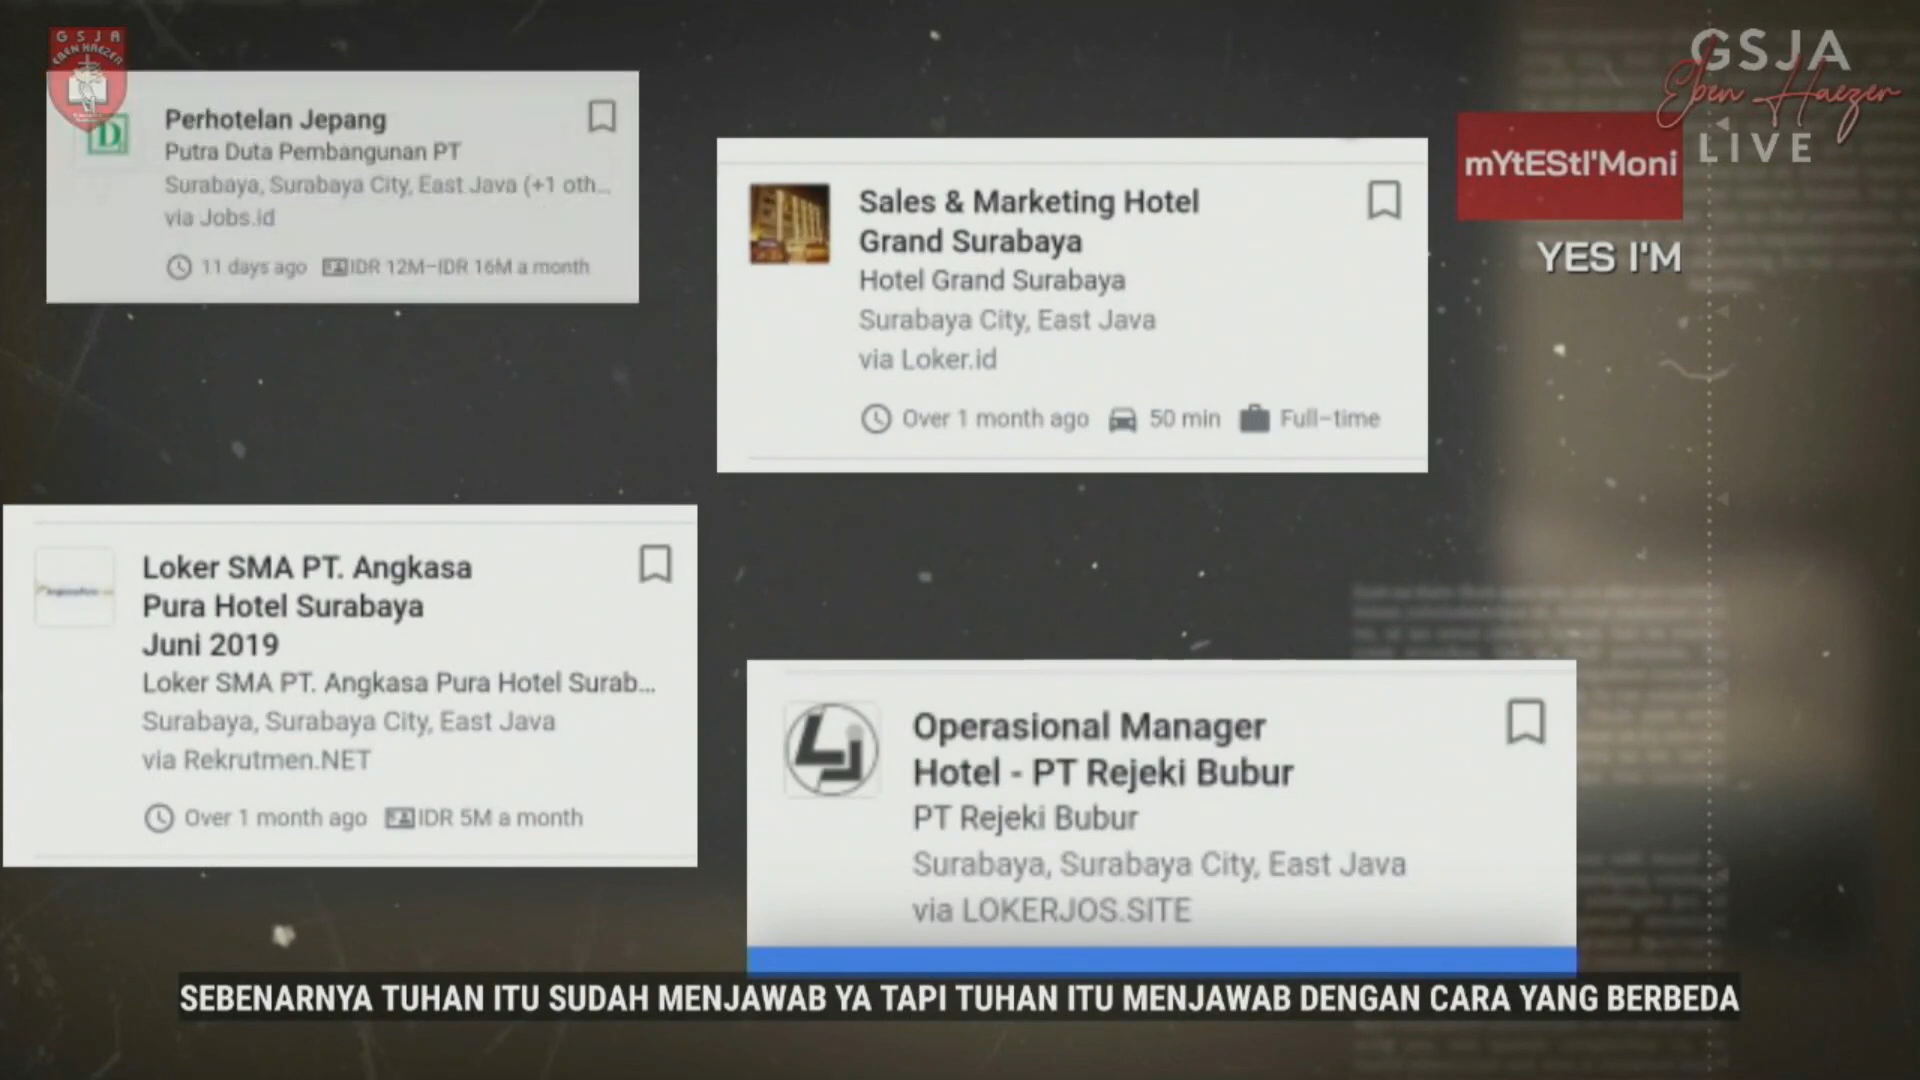 GSJA
EBEN HAEZER
D
Perhotelan Jepang
Putra Duta Pembangunan PT
Surabaya, Surabaya City, East Java (+1 oth...
via Jobs.id
11 days ago IDR 12M–IDR 16M a month
Sales & Marketing Hotel
Grand Surabaya
Hotel Grand Surabaya
Surabaya City, East Java
via Loker.id
Over 1 month ago 50 min Full-time
GSJA
Eben Haezer
LIVE
mYtEStI'Moni
YES I'M
Loker SMA PT. Angkasa
Pura Hotel Surabaya
Juni 2019
Loker SMA PT. Angkasa Pura Hotel Surab...
Surabaya, Surabaya City, East Java
via Rekrutmen.NET
Over 1 month ago IDR 5M a month
Operasional Manager
Hotel - PT Rejeki Bubur
PT Rejeki Bubur
Surabaya, Surabaya City, East Java
via LOKERJOS.SITE
SEBENARNYA TUHAN ITU SUDAH MENJAWAB YA TAPI TUHAN ITU MENJAWAB DENGAN CARA YANG BERBEDA